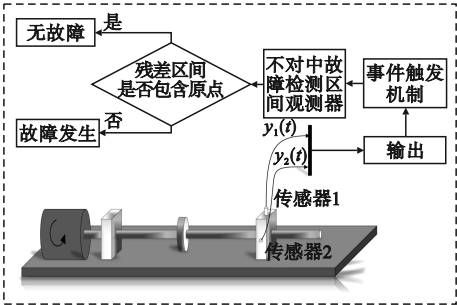 无故障
是
残差区间
是否包含原点
否
故障发生
不对中故
障检测区
间观测器
事件触发
机制
输出
y₁(t)
y₂(t)
传感器1
传感器2